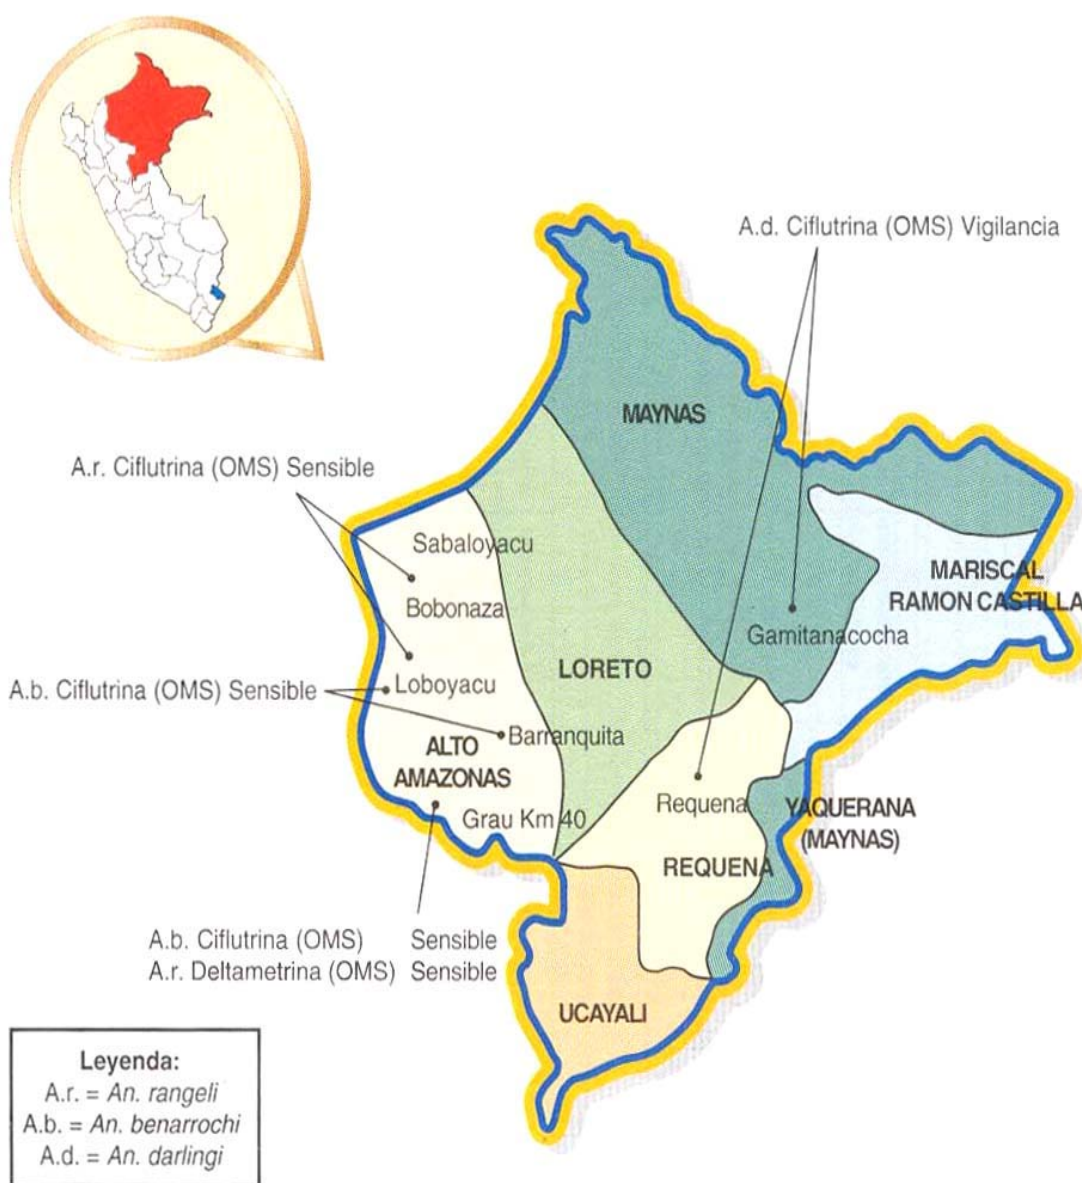 A.d. Ciflutrina (OMS) Vigilancia
MAYNAS
A.r. Ciflutrina (OMS) Sensible
Sabaloyacu
MARISCAL
RAMON CASTILLA
Bobonaza
Gamitanacocha
LORETO
A.b. Ciflutrina (OMS) Sensible
Loboyacu
Barranquita
ALTO
AMAZONAS
Requena
YAQUERANA
(MAYNAS)
Grau Km 40
REQUENA
A.b. Ciflutrina (OMS) Sensible
A.r. Deltametrina (OMS) Sensible
UCAYALI
Leyenda:
A.r. = An. rangeli
A.b. = An. benarrochi
A.d. = An. darlingi